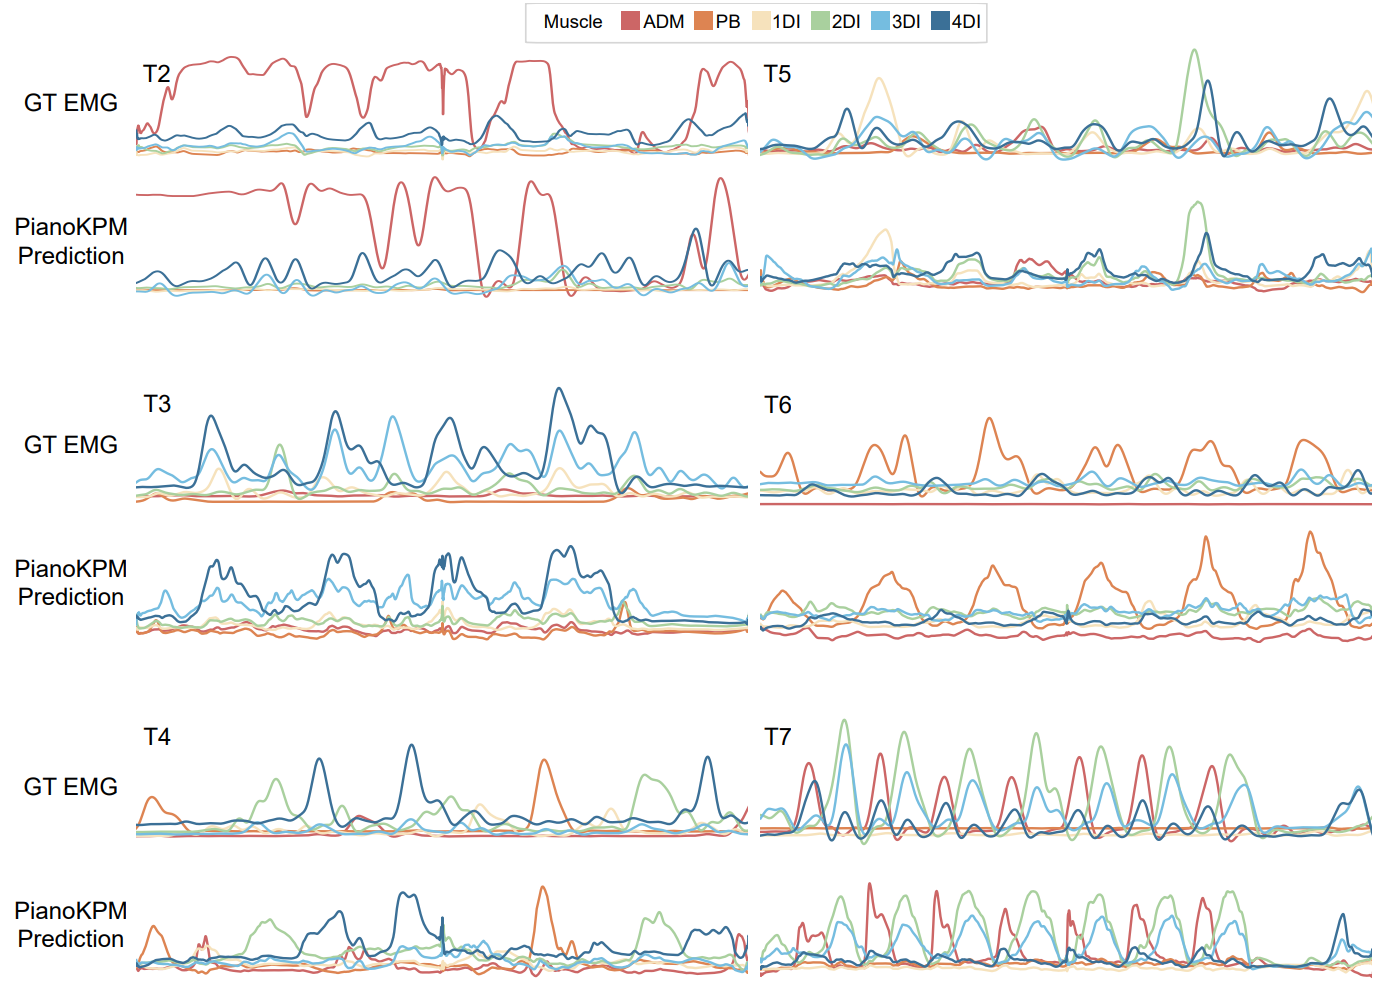 Muscle ADM PB 1DI 2DI 3DI 4DI
T2
T5
GT EMG
PianoKPM
Prediction
T3
T6
GT EMG
PianoKPM
Prediction
T4
T7
GT EMG
PianoKPM
Prediction